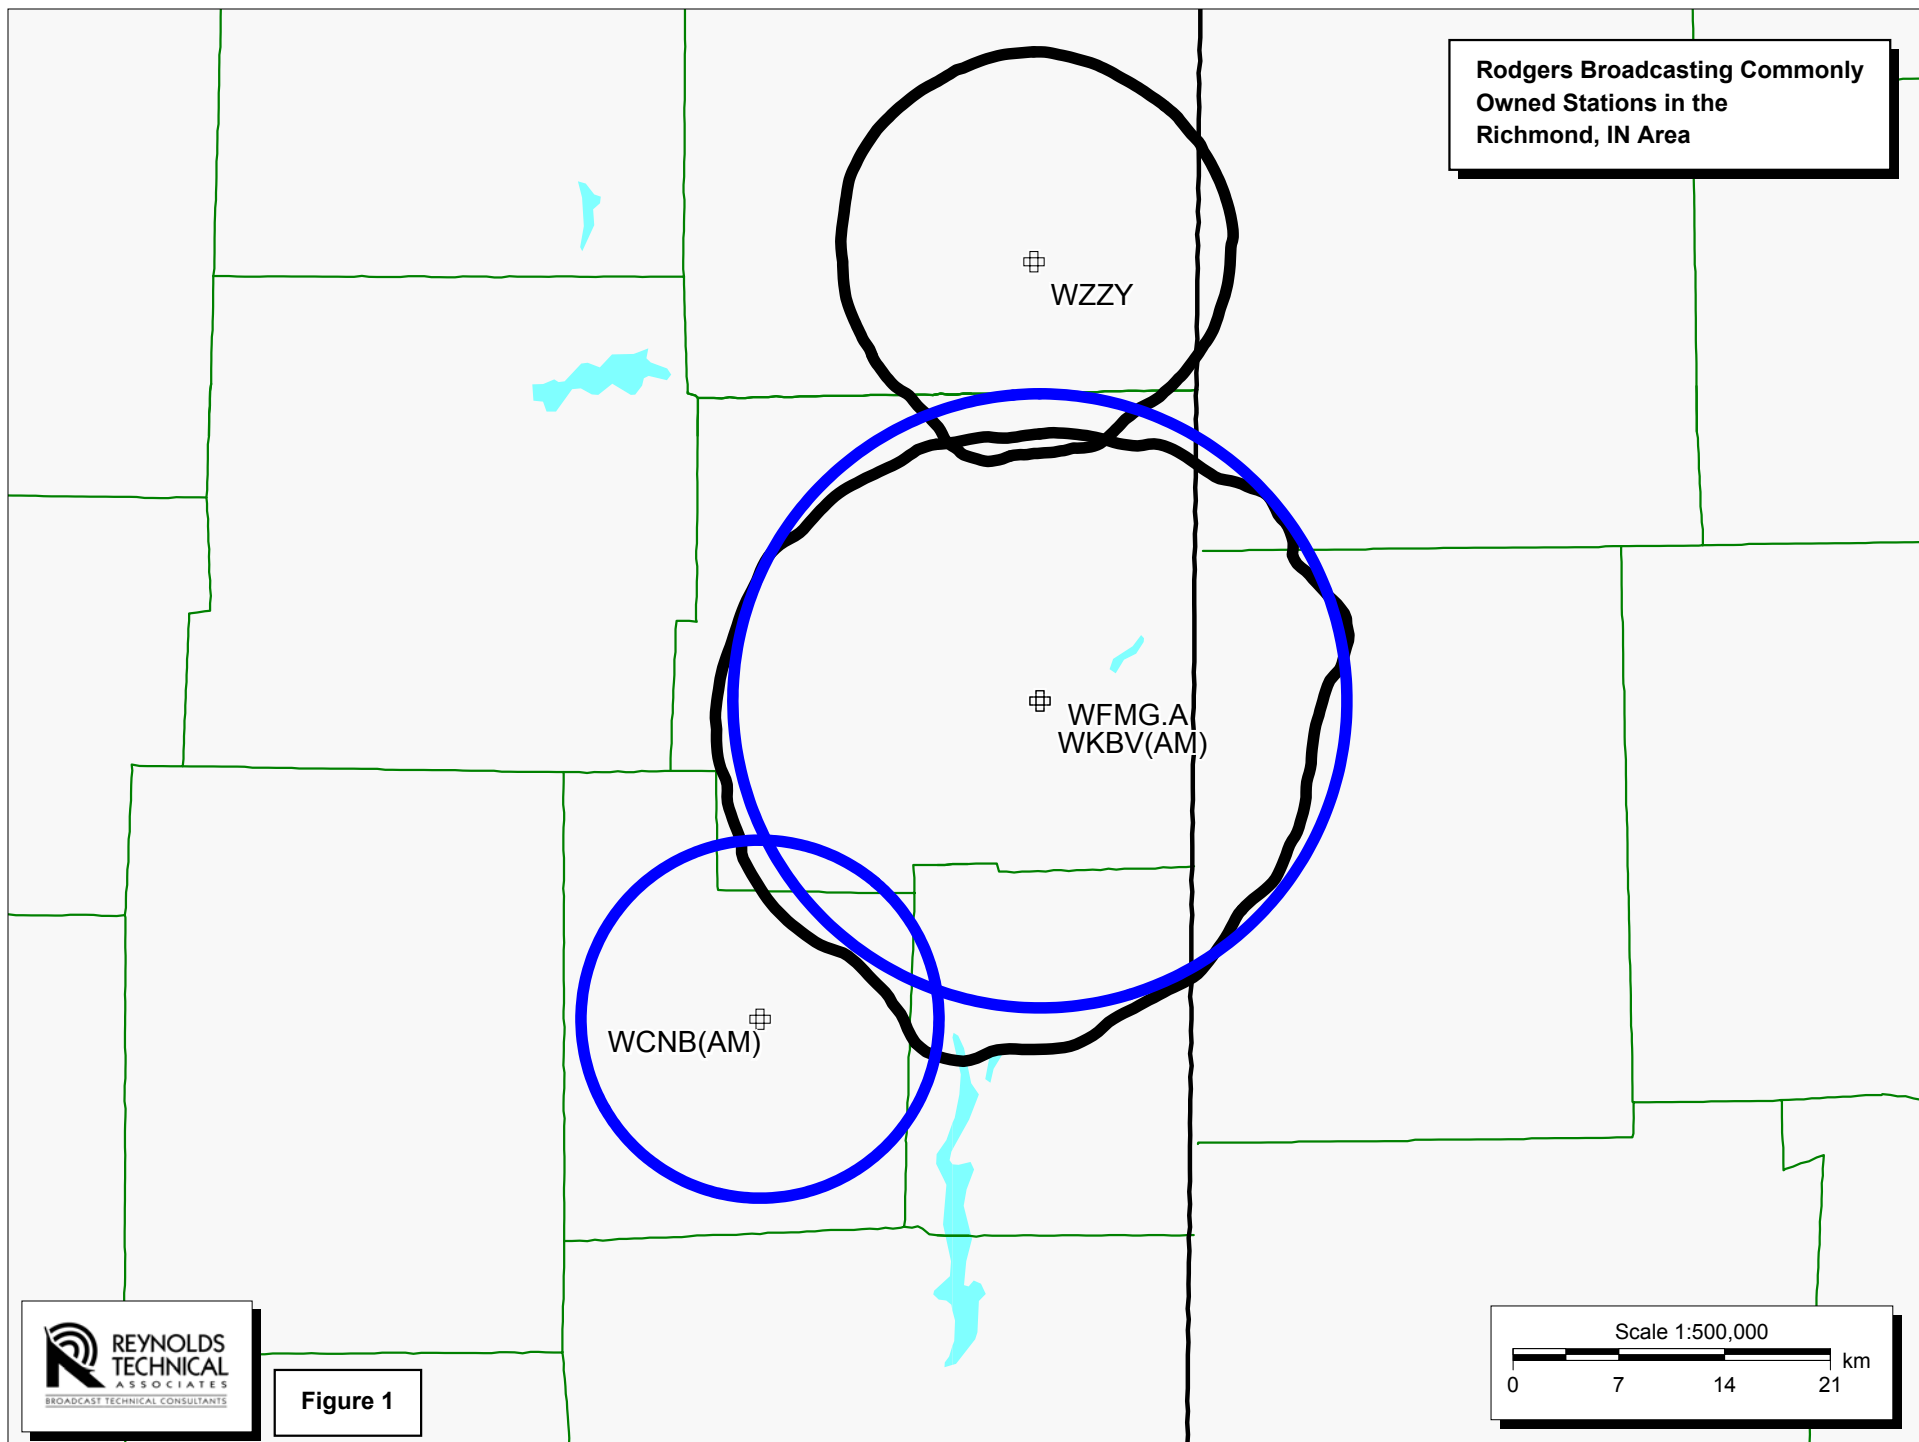 Rodgers Broadcasting Commonly
Owned Stations in the
Richmond, IN Area
WZZY
WFMG.A
WKBV(AM)
WCNB(AM)
REYNOLDS
TECHNICAL
ASSOCIATES
BROADCAST TECHNICAL CONSULTANTS
Figure 1
Scale 1:500,000
km
0 7 14 21